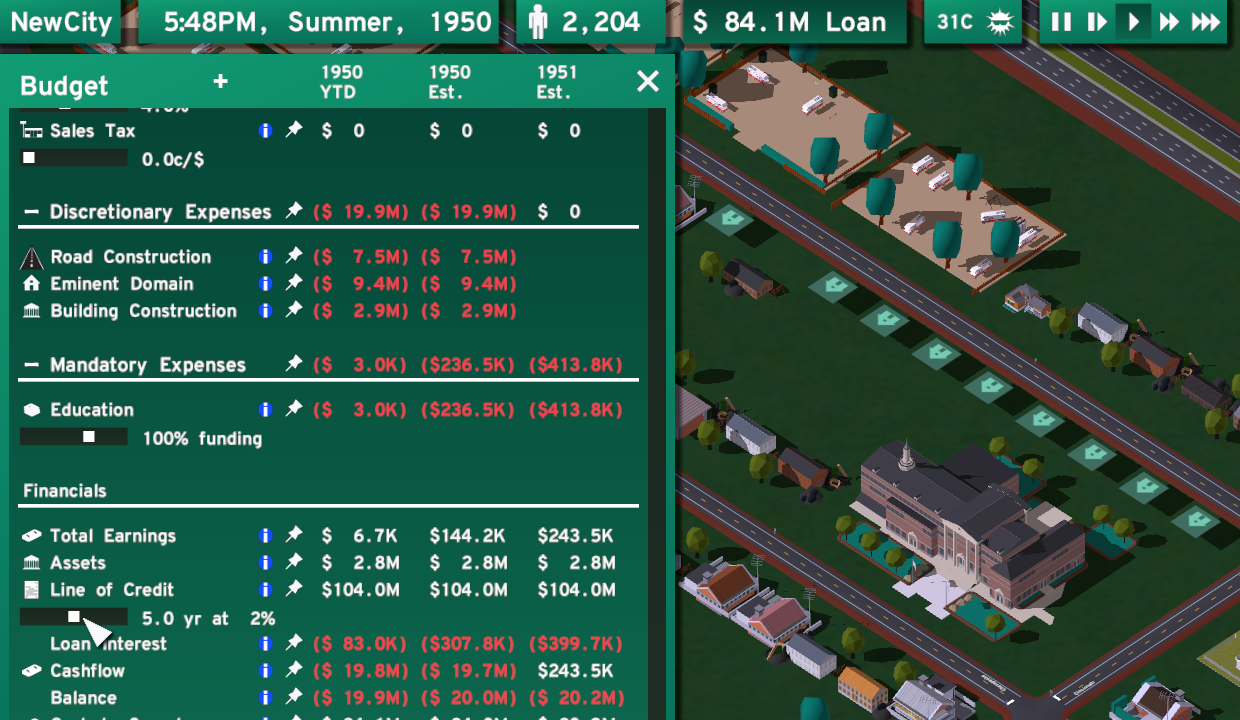 NewCity 5:48PM, Summer, 1950 2,204 $ 84.1M Loan 31C
Budget + 1950 YTD 1950 Est. 1951 Est.
Sales Tax $ 0 $ 0 $ 0
0.0c/$
Discretionary Expenses ($ 19.9M) ($ 19.9M) $ 0
Road Construction ($ 7.5M) ($ 7.5M)
Eminent Domain ($ 9.4M) ($ 9.4M)
Building Construction ($ 2.9M) ($ 2.9M)
Mandatory Expenses ($ 3.0K) ($236.5K) ($413.8K)
Education ($ 3.0K) ($236.5K) ($413.8K)
100% funding
Financials
Total Earnings $ 6.7K $144.2K $243.5K
Assets $ 2.8M $ 2.8M $ 2.8M
Line of Credit $104.0M $104.0M $104.0M
5.0 yr at 2%
Loan Interest ($ 83.0K) ($307.8K) ($399.7K)
Cashflow ($ 19.8M) ($ 19.7M) $243.5K
Balance ($ 19.9M) ($ 20.0M) ($ 20.2M)